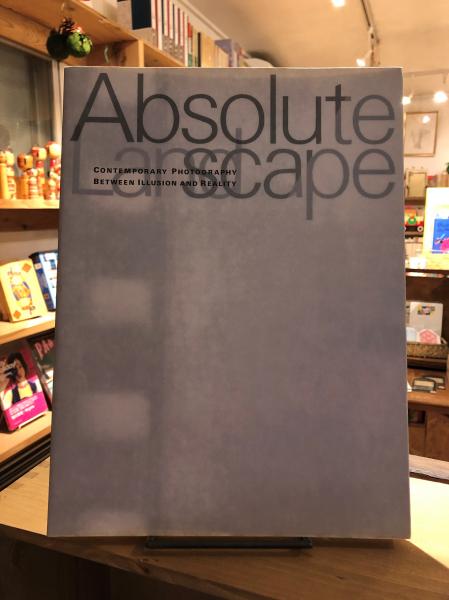 Absolute
Landscape
CONTEMPORARY PHOTOGRAPHY
BETWEEN ILLUSION AND REALITY